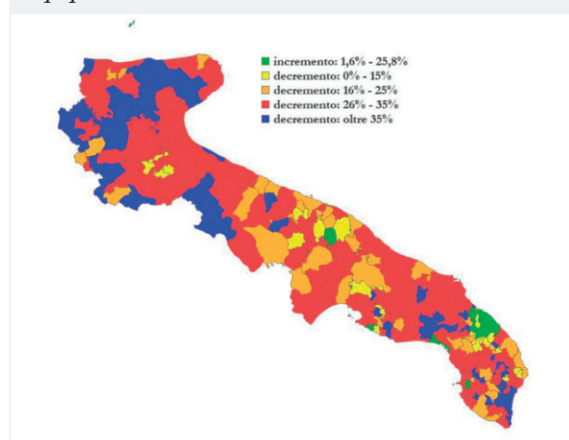 incremento: 1,6% - 25,8%
decremento: 0% - 15%
decremento: 16% - 25%
decremento: 26% - 35%
decremento: oltre 35%